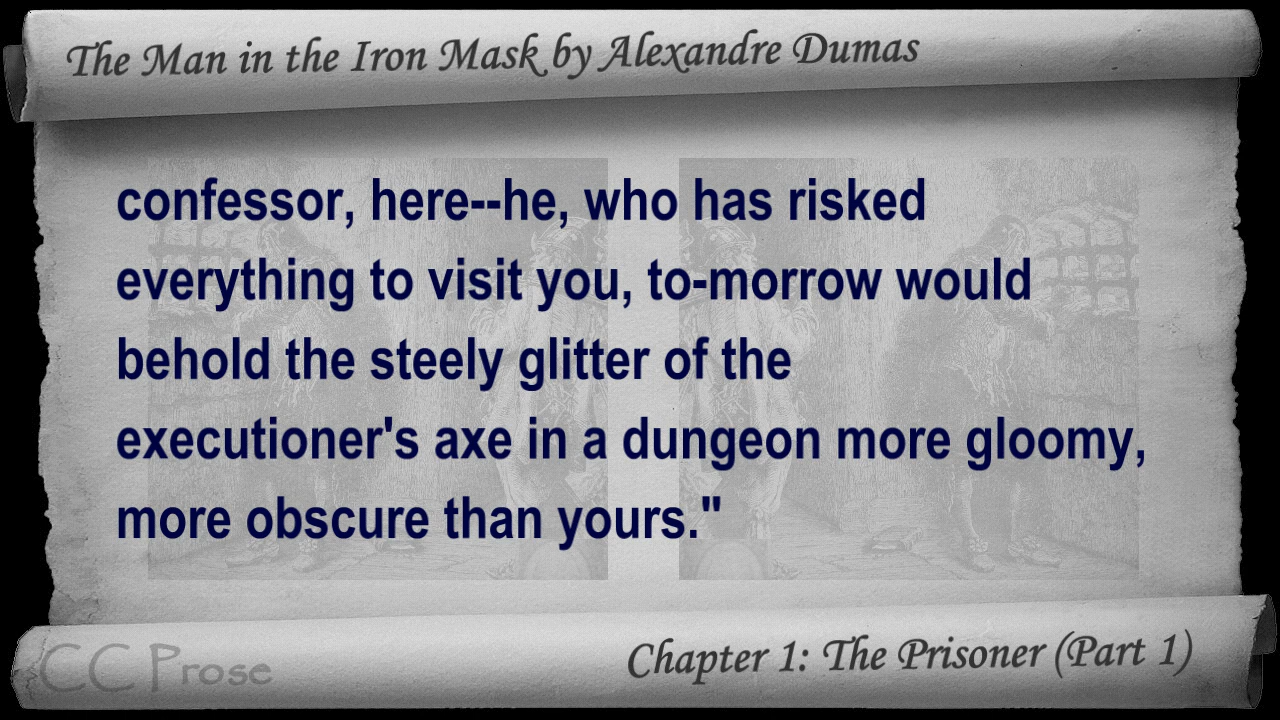 The Man in the Iron Mask by Alexandre Dumas
confessor, here--he, who has risked
everything to visit you, to-morrow would
behold the steely glitter of the
executioner's axe in a dungeon more gloomy,
more obscure than yours."
CC Prose
Chapter 1: The Prisoner (Part 1)